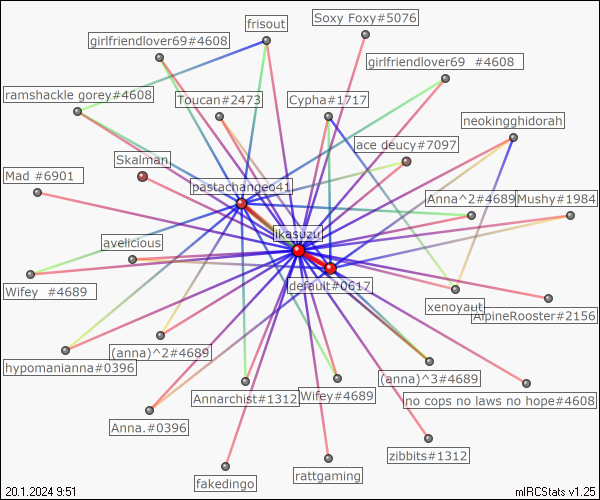 Soxy Foxy#5076
frisout
girlfriendlover69#4608
girlfriendlover69 #4608
ramshackle gorey#4608
Toucan#2473
Cypha#1717
neokingghidorah
ace deucy#7097
Skalman
Mad #6901
pastachangeo41
Anna^2#4689
Mushy#1984
jikasuzu
avelicious
default#0617
Wifey #4689
xenoyaut
AlpineRooster#2156
(anna)^2#4689
hypomanianna#0396
(anna)^3#4689
Annarchist#1312
Wifey#4689
no cops no laws no hope#4608
Anna.#0396
zibbits#1312
rattgaming
fakedingo
20.1.2024 9:51
mIRCStats v1.25